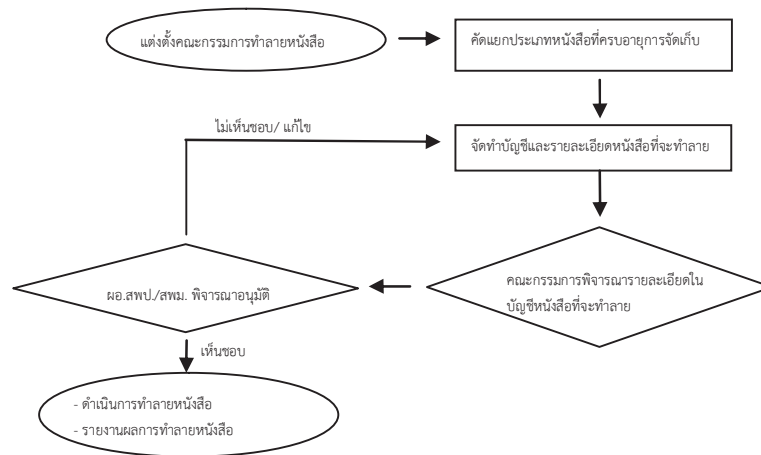 แต่งตั้งคณะกรรมการทำลายหนังสือ
คัดแยกประเภทหนังสือที่ครบอายุการจัดเก็บ
ไม่เห็นชอบ/ แก้ไข
จัดทำบัญชีและรายละเอียดหนังสือที่จะทำลาย
คณะกรรมการพิจารณารายละเอียดใน
บัญชีหนังสือที่จะทำลาย
ผอ.สพป./สพม. พิจารณาอนุมัติ
เห็นชอบ
- ดำเนินการทำลายหนังสือ
- รายงานผลการทำลายหนังสือ